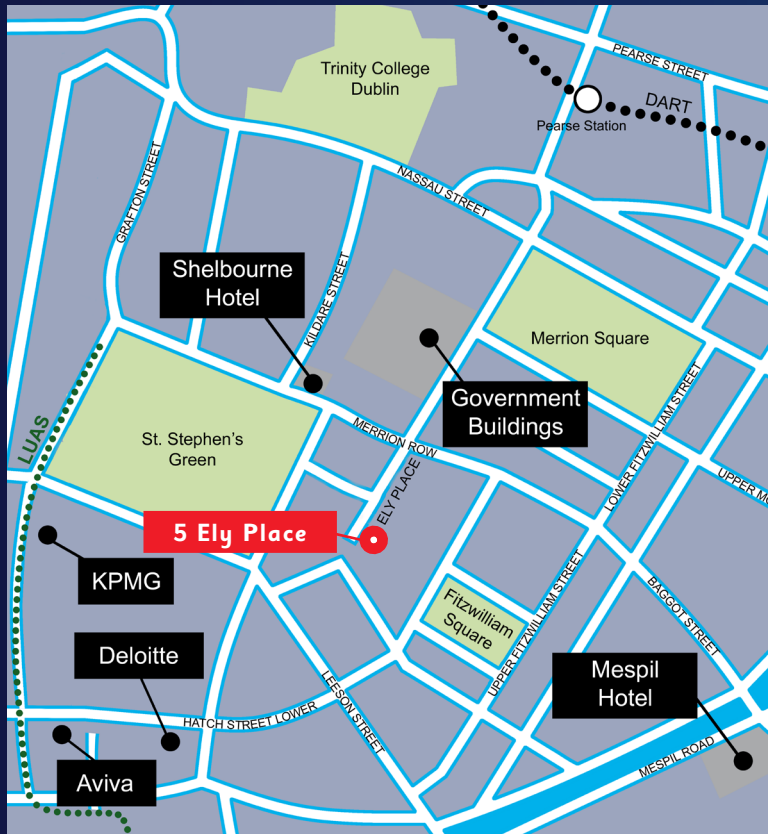 PEARSE STREET
Trinity College
Dublin
DART
Pearse Station
GRAFTON STREET
NASSAU STREET
Shelbourne
Hotel
KILDARE STREET
Merrion Square
Government
Buildings
LUAS
St. Stephen's
Green
MERRION ROW
LOWER FITZWILLIAM STREET
UPPER MO
ELY PLACE
5 Ely Place
KPMG
Fitzwilliam
Square
BAGGOT STREET
UPPER FITZWILLIAM STREET
Deloitte
Mespil
Hotel
LEESON STREET
HATCH STREET LOWER
MESPIL ROAD
Aviva